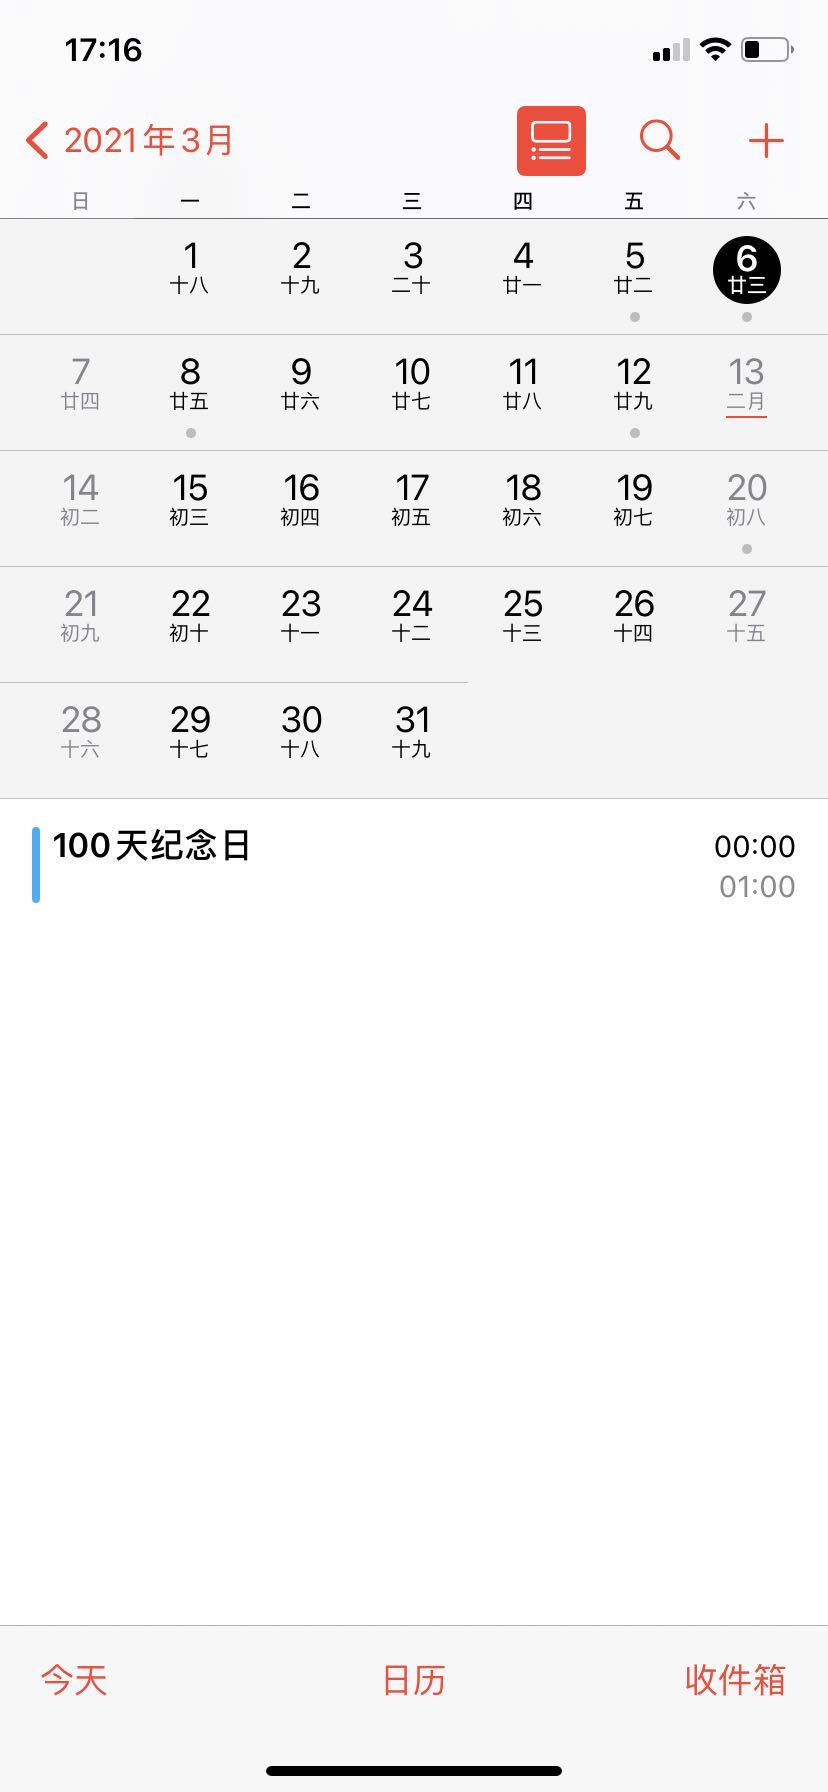 17:16
2021年3月
日 一 二 三 四 五 六
1 2 3 4 5 6
十八 十九 二十 廿一 廿二 廿三
7 8 9 10 11 12 13
廿四 廿五 廿六 廿七 廿八 廿九 二月
14 15 16 17 18 19 20
初二 初三 初四 初五 初六 初七 初八
21 22 23 24 25 26 27
初九 初十 十一 十二 十三 十四 十五
28 29 30 31
十六 十七 十八 十九
100天纪念日 00:00
01:00
今天 日历 收件箱